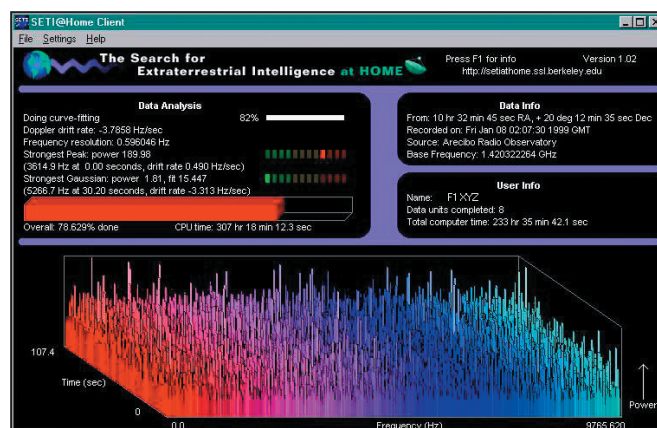 SETI@Home Client
File Settings Help
The Search for
Extraterrestrial Intelligence at HOME
Press F1 for info Version 1.02
http://setiathome.ssl.berkeley.edu
Data Analysis
Doing curve-fitting 82%
Doppler drift rate: -3.7858 Hz/sec
Frequency resolution: 0.596046 Hz
Strongest Peak: power 189.98
(3614.9 Hz at 0.00 seconds, drift rate 0.490 Hz/sec)
Strongest Gaussian: power 1.81, fit 15.447
(5266.7 Hz at 30.20 seconds, drift rate -3.313 Hz/sec)
Overall: 78.629% done CPU time: 307 hr 18 min 12.3 sec
Data Info
From: 10 hr 32 min 45 sec RA, + 20 deg 12 min 35 sec Dec
Recorded on: Fri Jan 08 02:07:30 1999 GMT
Source: Arecibo Radio Observatory
Base Frequency: 1.420322264 GHz
User Info
Name: F1 XYZ
Data units completed: 8
Total computer time: 233 hr 35 min 42.1 sec
107.4
Time (sec)
0
0.0
Frequency (Hz)
9765.620
Power